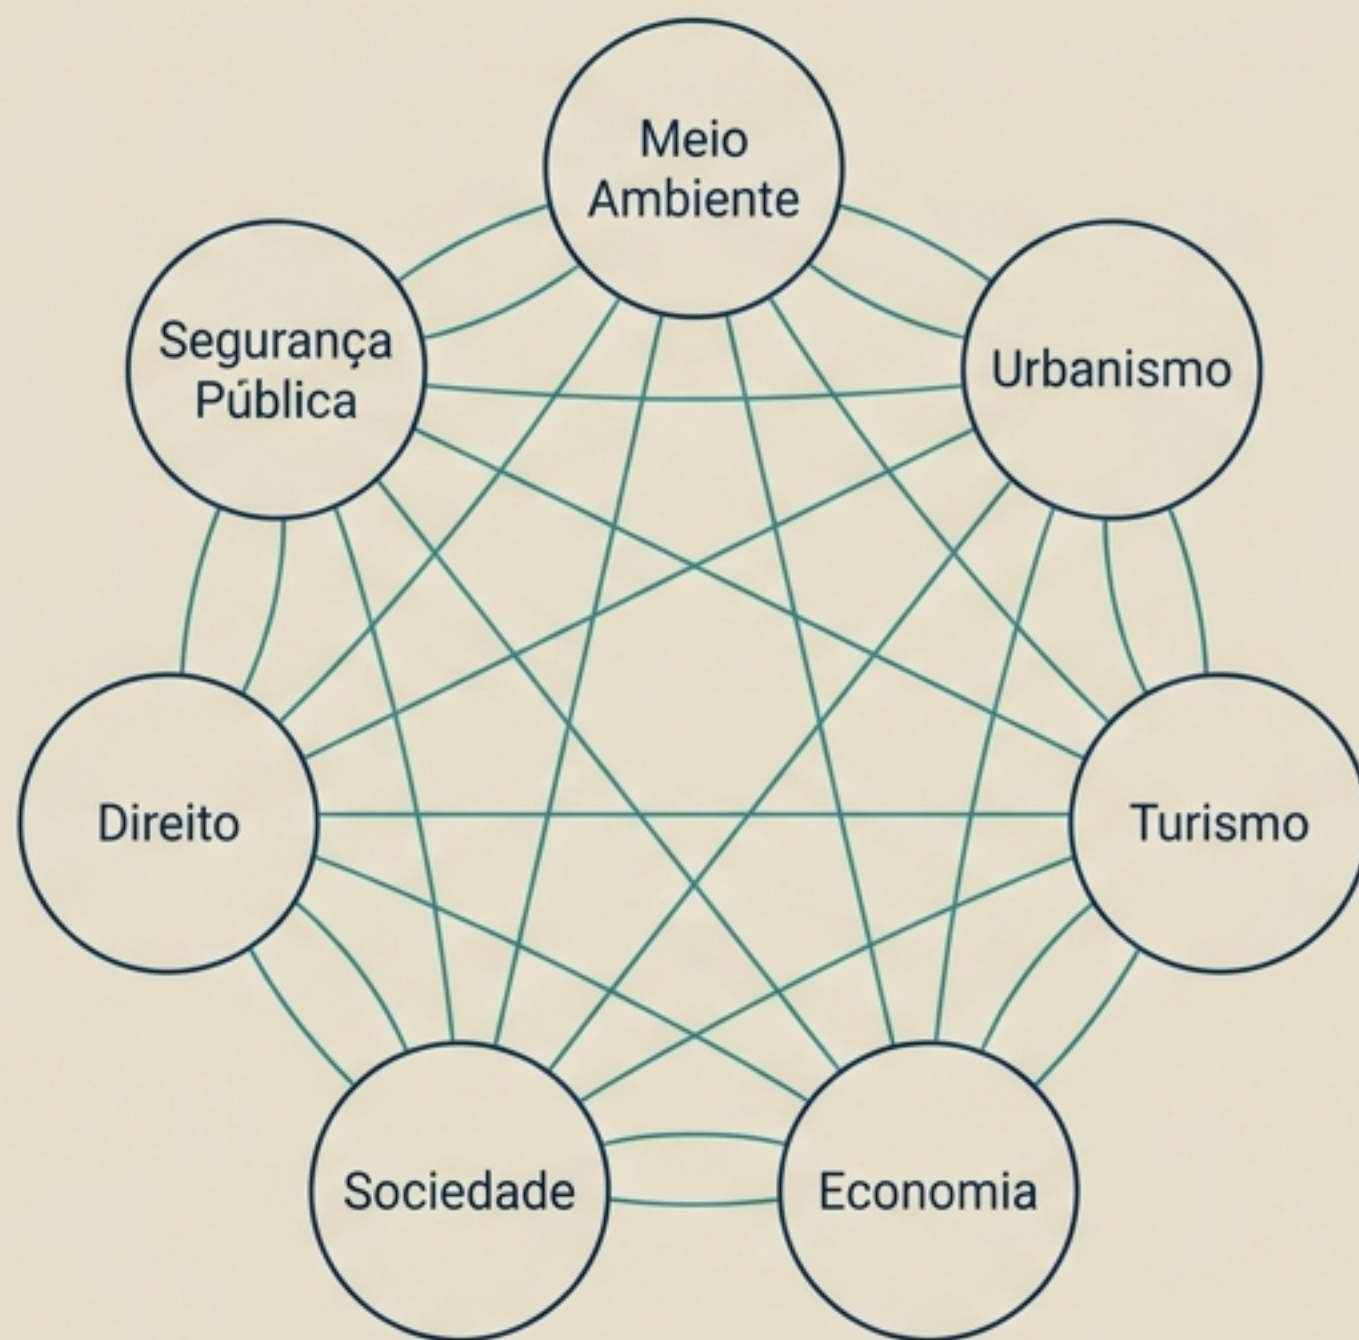 Meio
Ambiente
Segurança
Pública
Urbanismo
Direito
Turismo
Sociedade
Economia